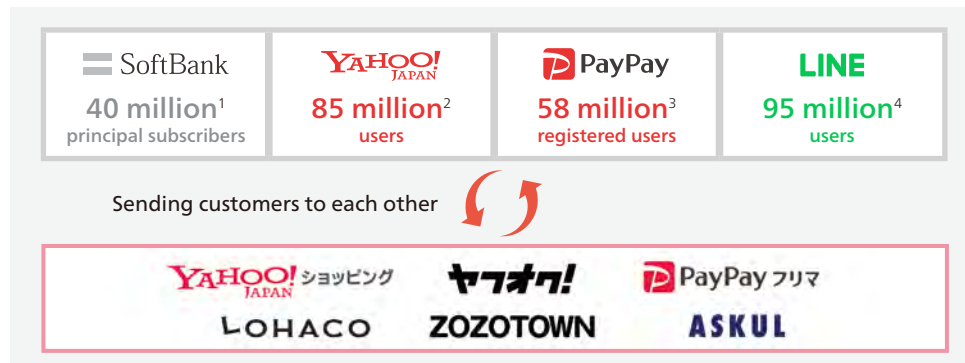 SoftBank
40 million1
principal subscribers
YAHOO!
JAPAN
85 million2
users
PayPay
58 million3
registered users
LINE
95 million4
users
Sending customers to each other
YAHOO! ショッピング
JAPAN
ヤフオク!
PayPay フリマ
LOHACO
ZOZOTOWN
ASKUL